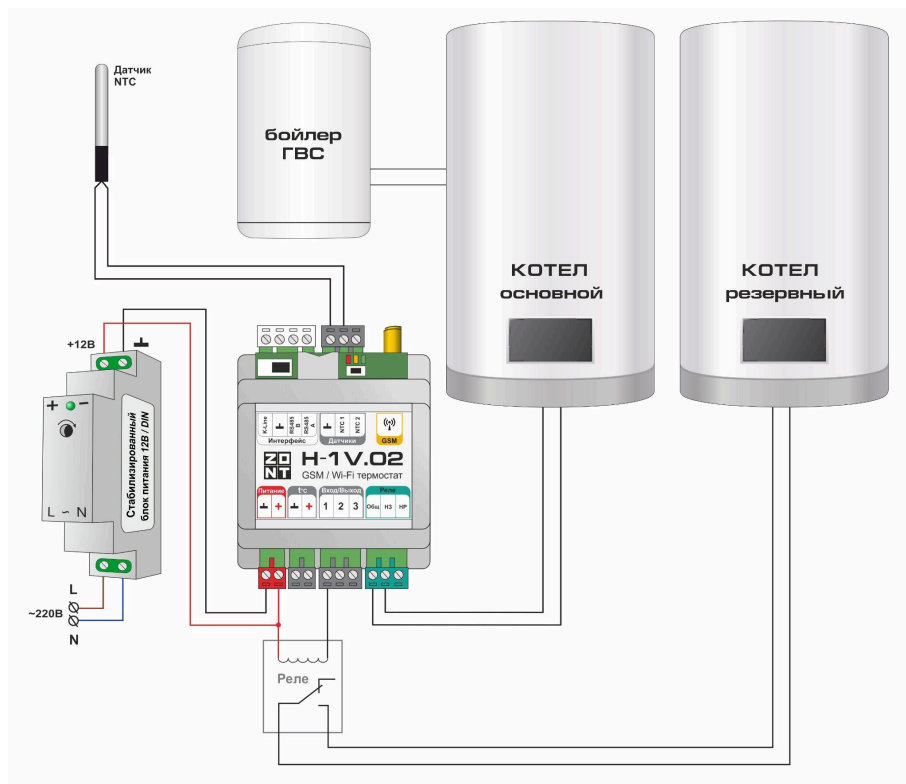 Датчик
NTC
бойлер
ГВС
КОТЕЛ
основной
КОТЕЛ
резервный
+12В
+ -
L ~ N
Стабилизированный
блок питания 12В / DIN
L
~220В
N
K-Line
RS485 B
RS485 A
Интерфейс
NTC 1
NTC 2
Датчики
GSM
ZONT
H-1V.02
GSM / Wi-Fi термостат
Питание
t°C
Вход/Выход
Реле
+
+
1 2 3
Общ НЗ НР
Реле